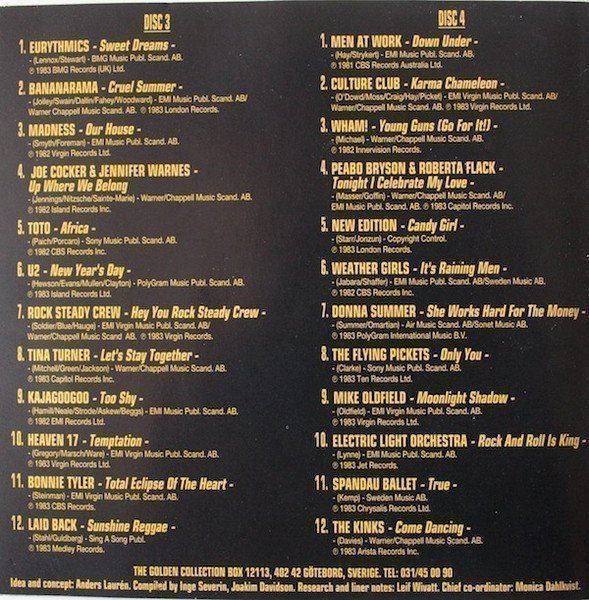 DISC 3
1. EURYTHMICS - Sweet Dreams -
- (Lennox/Stewart) - BMG Music Publ. Scand. AB.
℗ 1983 BMG Records (UK) Ltd.
2. BANANARAMA - Cruel Summer -
- (Jolley/Swain/Dallin/Fahey/Woodward) - EMI Music Publ. Scand. AB/
Warner Chappell Music Scand. AB. ℗ 1983 London Records.
3. MADNESS - Our House -
- (Smyth/Foreman) - EMI Music Publ. Scand. AB.
℗ 1982 Virgin Records Ltd.
4. JOE COCKER & JENNIFER WARNES -
Up Where We Belong
- (Jennings/Nitzsche/Sainte-Marie) - Warner/Chappell Music Scand. AB.
℗ 1982 Island Records Inc.
5. TOTO - Africa -
- (Paich/Porcaro) - Sony Music Publ. Scand. AB.
℗ 1982 CBS Records Inc.
6. U2 - New Year's Day -
- (Hewson/Evans/Mullen/Clayton) - PolyGram Music Publ. Scand. AB.
℗ 1983 Island Records Ltd.
7. ROCK STEADY CREW - Hey You Rock Steady Crew -
- (Soldier/Blue/Hauge) - EMI Virgin Music Publ. Scand. AB/
Warner/Chappel Music Scand AB. ℗ 1983 Virgin Records.
8. TINA TURNER - Let's Stay Together -
- (Mitchell/Green/Jackson) - Warner/Chappell Music Scand. AB.
℗ 1983 Capitol Records Inc.
9. KAJAGOOGOO - Too Shy -
- (Hamill/Neale/Strode/Askew/Beggs) - EMI Music Publ. Scand. AB.
℗ 1982 EMI Records Ltd.
10. HEAVEN 17 - Temptation -
- (Gregory/Marsch/Ware) - EMI Virgin Music Publ. Scand. AB.
℗ 1983 Virgin Records Ltd.
11. BONNIE TYLER - Total Eclipse Of The Heart -
- (Steinman) - EMI Virgin Music Publ. Scand. AB.
℗ 1983 CBS Records.
12. LAID BACK - Sunshine Reggae -
- (Stahl/Guldberg) - Sing A Song Publ.
℗ 1983 Medley Records.
DISC 4
1. MEN AT WORK - Down Under -
- (Hay/Strykert) - EMI Music Publ. Scand. AB.
℗ 1981 CBS Records Australia Ltd.
2. CULTURE CLUB - Karma Chameleon -
- (O'Dowd/Moss/Craig/Hay/Picket) - EMI Virgin Music Publ. Scand. AB/
Warner/Chappell Music Scand. AB. ℗ 1983 Virgin Records Ltd.
3. WHAM! - Young Guns (Go For It!) -
- (Michael) - Warner/Chappell Music Scand. AB.
℗ 1982 Innervision Records.
4. PEABO BRYSON & ROBERTA FLACK -
Tonight I Celebrate My Love -
- (Masser/Goffin) - Warner/Chappell Music Scand. AB/
EMI Music Publ. Scand. AB. ℗ 1983 Capitol Records Inc.
5. NEW EDITION - Candy Girl -
- (Starr/Jonzun) - Copyright Control.
℗ 1983 London Records.
6. WEATHER GIRLS - It's Raining Men -
- (Jabara/Shaffer) - EMI Music Publ. Scand. AB/Sweden Music AB.
℗ 1982 CBS Records Inc.
7. DONNA SUMMER - She Works Hard For The Money -
- (Summer/Omartian) - Air Music Scand. AB/Sonet Music AB.
℗ 1983 PolyGram International Music B.V.
8. THE FLYING PICKETS - Only You -
- (Clarke) - Sony Music Publ. Scand. AB.
℗ 1983 Ten Records Ltd.
9. MIKE OLDFIELD - Moonlight Shadow -
- (Oldfield) - EMI Virgin Music Publ. Scand. AB.
℗ 1983 Virgin Records Ltd.
10. ELECTRIC LIGHT ORCHESTRA - Rock And Roll Is King -
- (Lynne) - EMI Music Publ. Scand. AB.
℗ 1983 Jet Records.
11. SPANDAU BALLET - True -
- (Kemp) - Sweden Music AB.
℗ 1983 Chrysalis Records Ltd.
12. THE KINKS - Come Dancing -
- (Davies) - Warner/Chappell Music Scand. AB.
℗ 1983 Arista Records Inc.
THE GOLDEN COLLECTION BOX 12113, 402 42 GÖTEBORG, SVERIGE. TEL: 031/45 00 90
Idea and concept: Anders Laurén. Compiled by Inge Severin, Joakim Davidson. Research and liner notes: Leif Wivatt. Chief co-ordinator: Monica Dahlkvist.